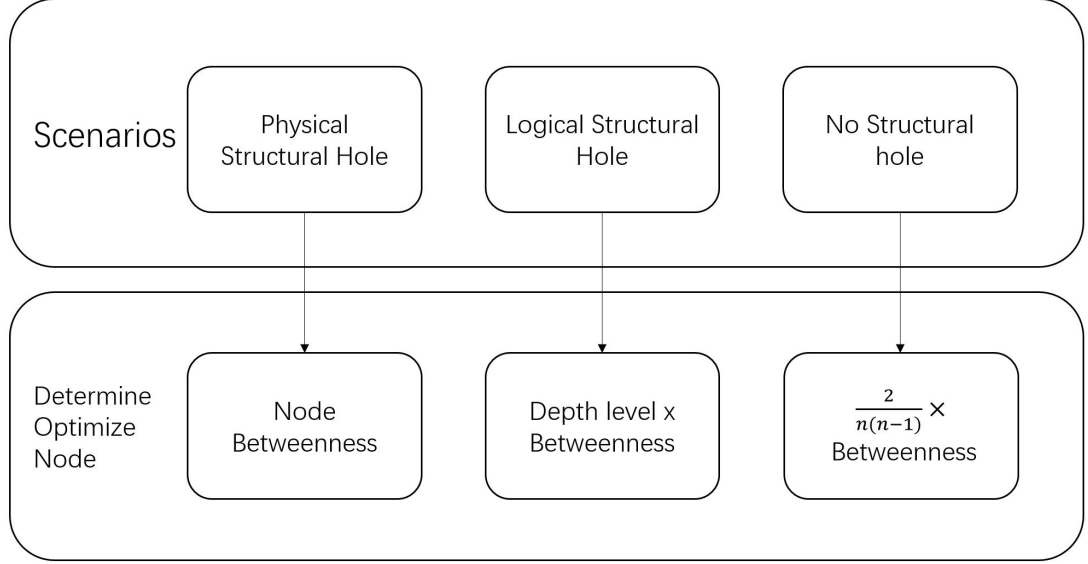 Scenarios
Physical
Structural Hole
Logical Structural
Hole
No Structural
hole
Determine
Optimize
Node
Node
Betweenness
Depth level x
Betweenness
2/n(n−1) ×
Betweenness